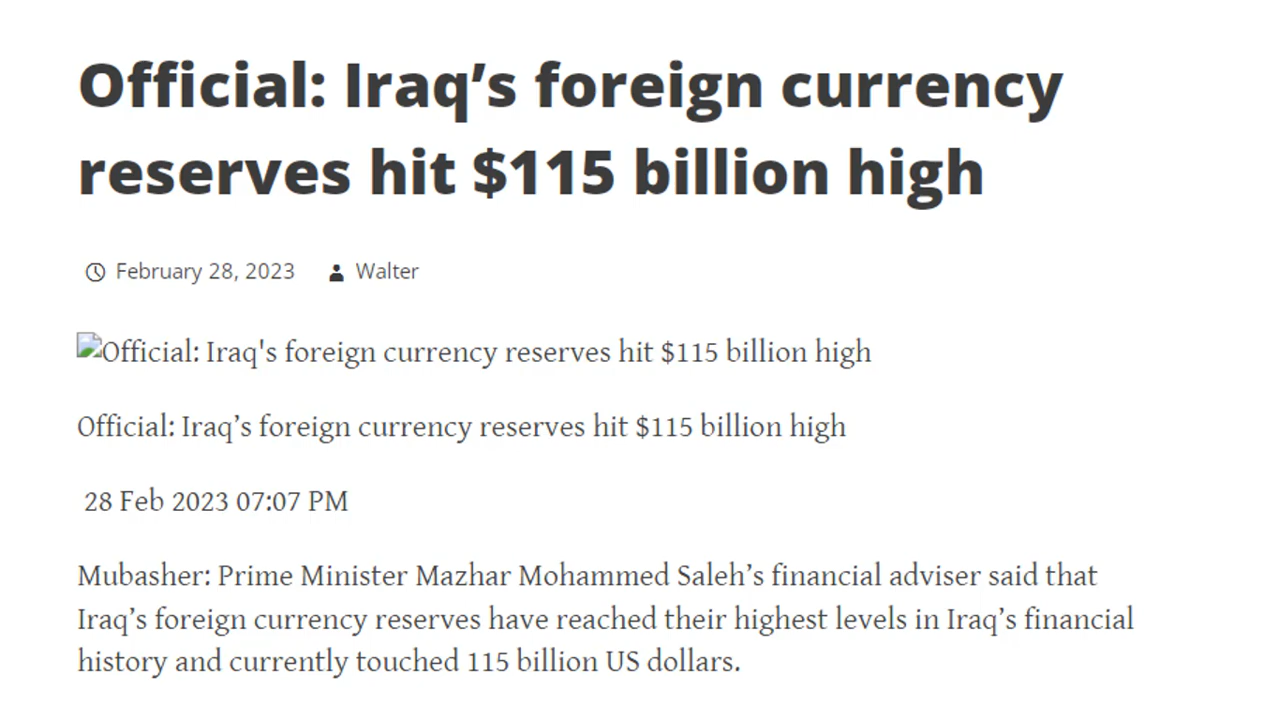 Official: Iraq’s foreign currency
reserves hit $115 billion high
February 28, 2023 Walter
Official: Iraq's foreign currency reserves hit $115 billion high
Official: Iraq’s foreign currency reserves hit $115 billion high
28 Feb 2023 07:07 PM
Mubasher: Prime Minister Mazhar Mohammed Saleh’s financial adviser said that
Iraq’s foreign currency reserves have reached their highest levels in Iraq’s financial
history and currently touched 115 billion US dollars.